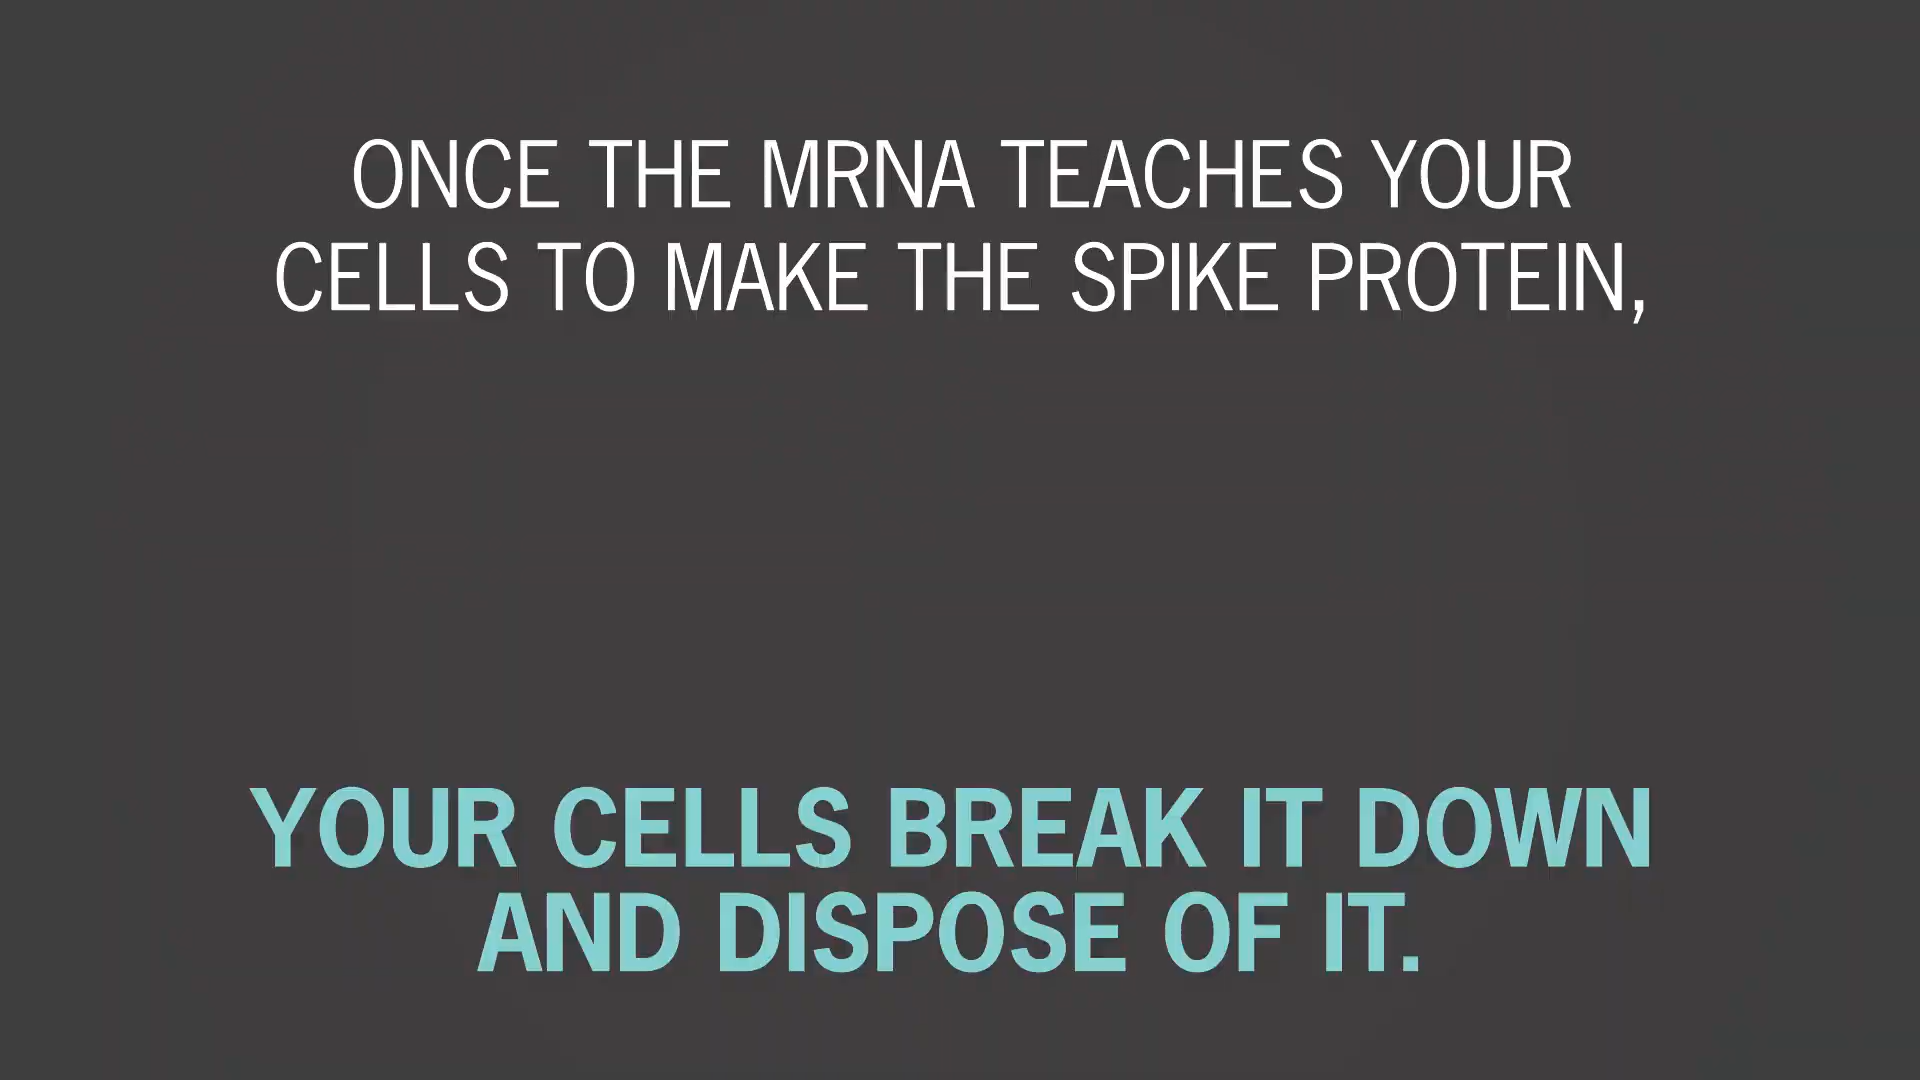 ONCE THE MRNA TEACHES YOUR
CELLS TO MAKE THE SPIKE PROTEIN,
YOUR CELLS BREAK IT DOWN
AND DISPOSE OF IT.